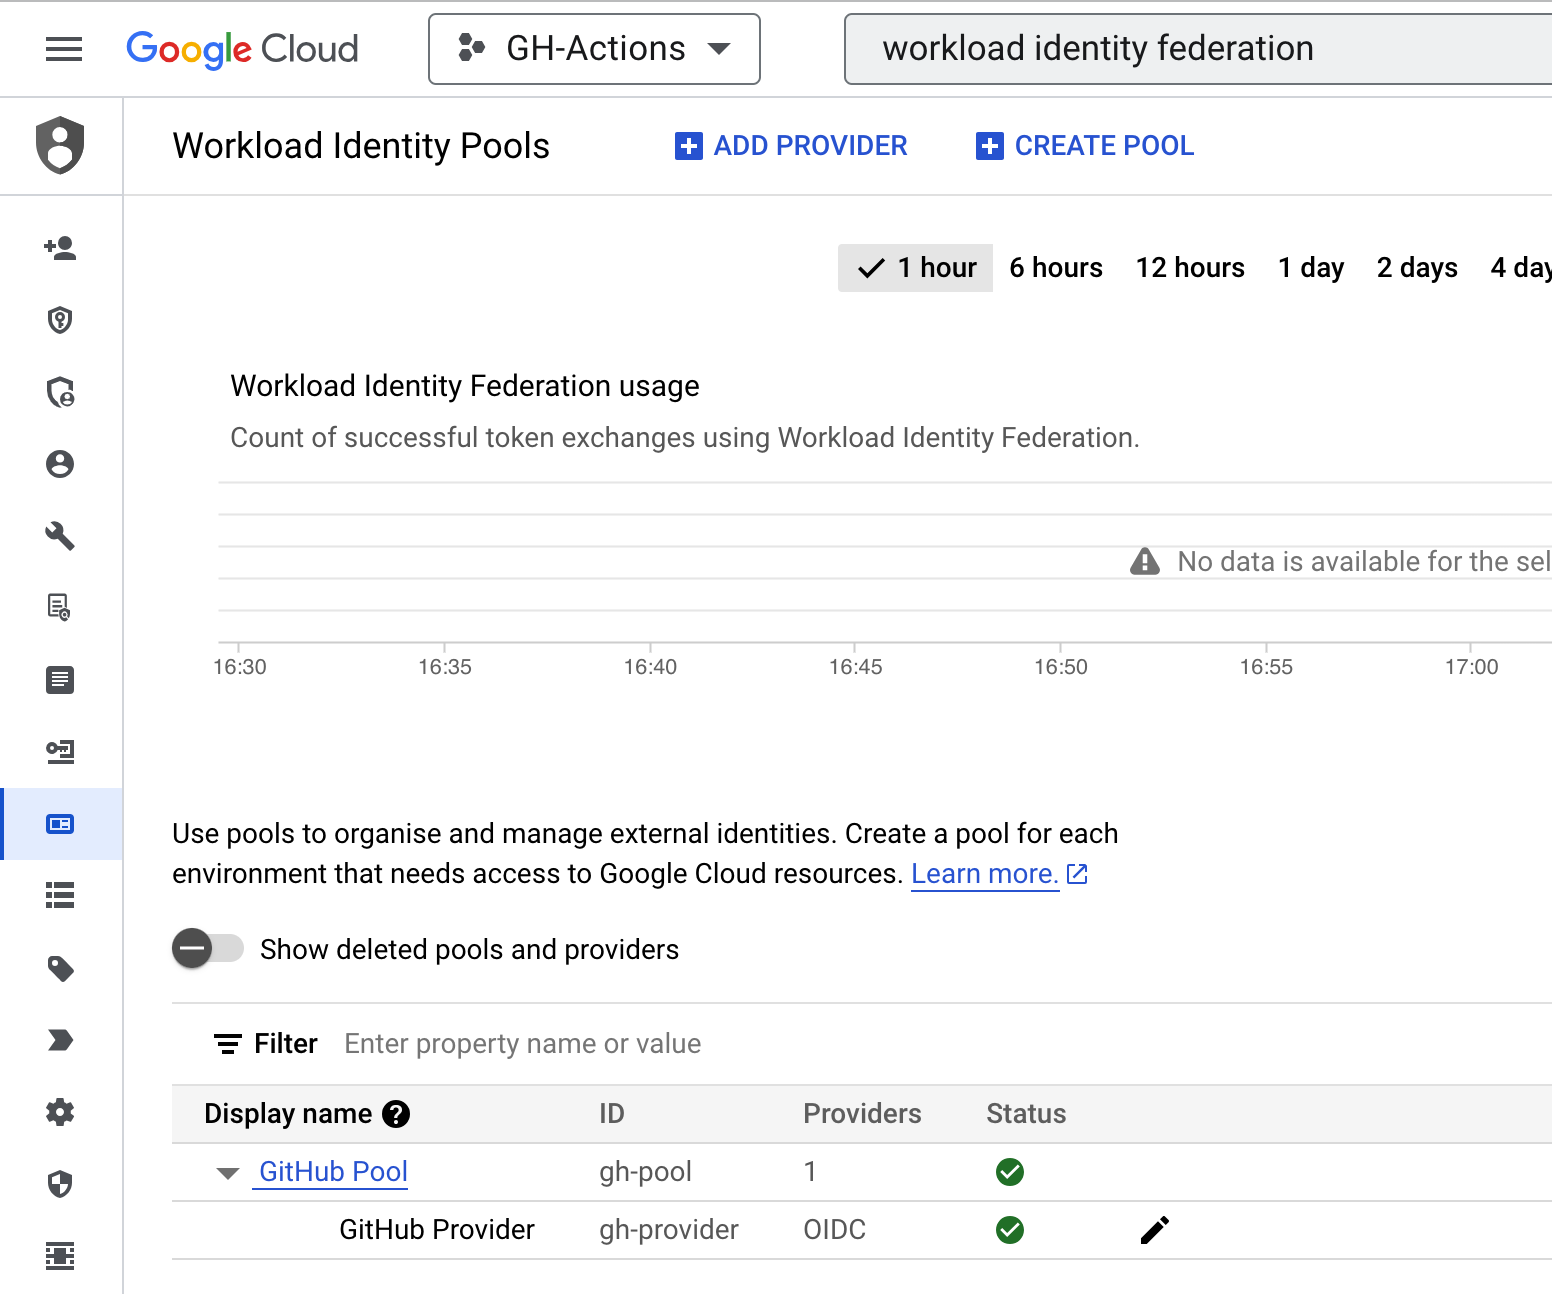 Google Cloud
GH-Actions
workload identity federation
Workload Identity Pools
ADD PROVIDER
CREATE POOL
1 hour 6 hours 12 hours 1 day 2 days 4 day
Workload Identity Federation usage
Count of successful token exchanges using Workload Identity Federation.
No data is available for the sel
16:30 16:35 16:40 16:45 16:50 16:55 17:00
Use pools to organise and manage external identities. Create a pool for each
environment that needs access to Google Cloud resources. Learn more.
Show deleted pools and providers
Filter Enter property name or value
Display name ID Providers Status
GitHub Pool gh-pool 1
GitHub Provider gh-provider OIDC